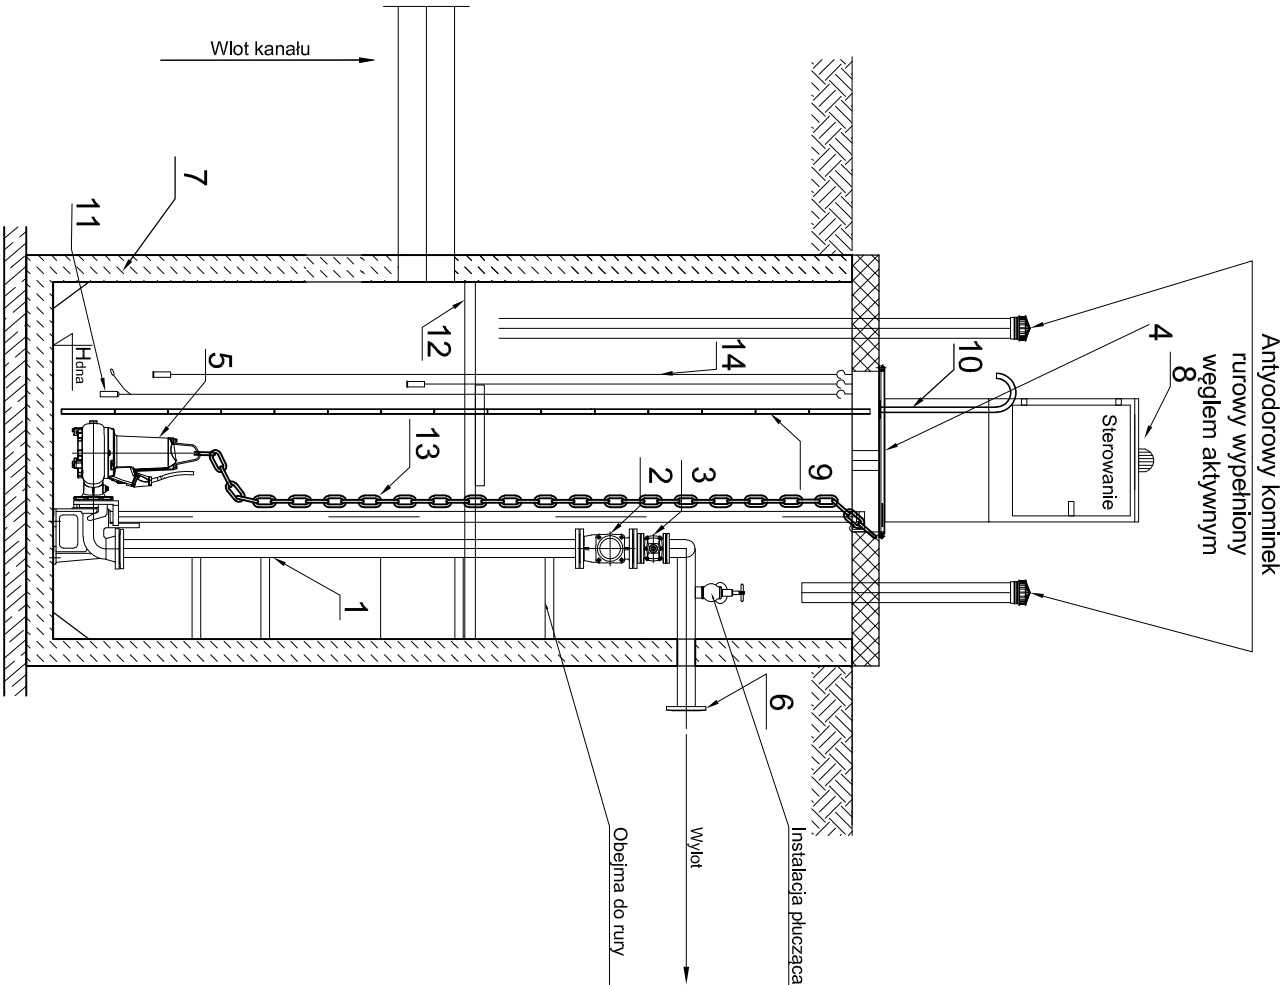 Antyodorowy kominek
rurowy wypełniony
węglem aktywnym
Wlot kanału
7
11
12
5
Hdna
14
10
4
8
Sterowanie
13
2
3
9
1
6
Instalacja płucząca
Wylot
Obejma do rury